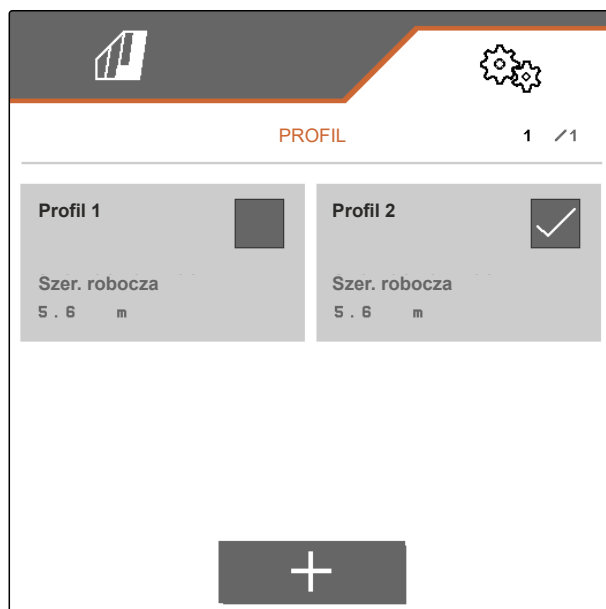 PROFIL 1 /1
Profil 1
Szer. robocza
5.6 m
Profil 2
Szer. robocza
5.6 m